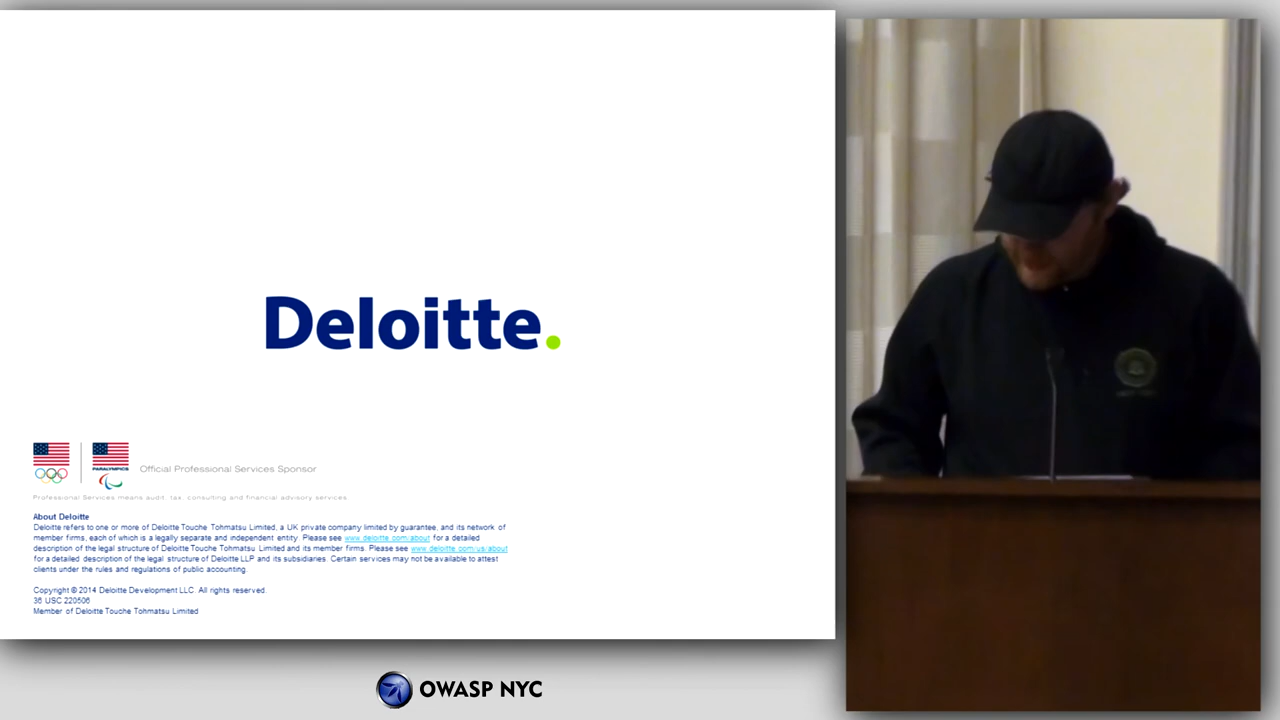 Deloitte.
PARALYMPICS
Official Professional Services Sponsor
Professional Services means audit, tax, consulting and financial advisory services.
About Deloitte
Deloitte refers to one or more of Deloitte Touche Tohmatsu Limited, a UK private company limited by guarantee, and its network of
member firms, each of which is a legally separate and independent entity. Please see www.deloitte.com/about for a detailed
description of the legal structure of Deloitte Touche Tohmatsu Limited and its member firms. Please see www.deloitte.com/us/about
for a detailed description of the legal structure of Deloitte LLP and its subsidiaries. Certain services may not be available to attest
clients under the rules and regulations of public accounting.
Copyright © 2014 Deloitte Development LLC. All rights reserved.
36 USC 220506
Member of Deloitte Touche Tohmatsu Limited
OWASP NYC